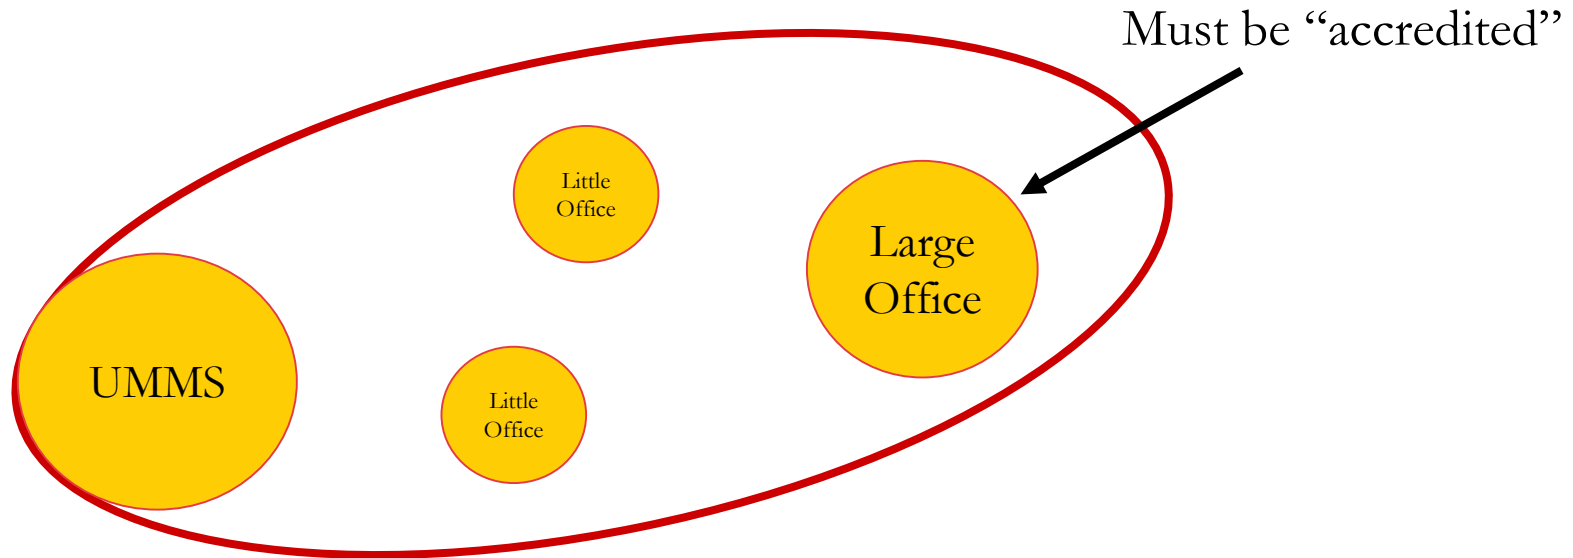 Must be “accredited”
Little
Office
Large
Office
UMMS
Little
Office